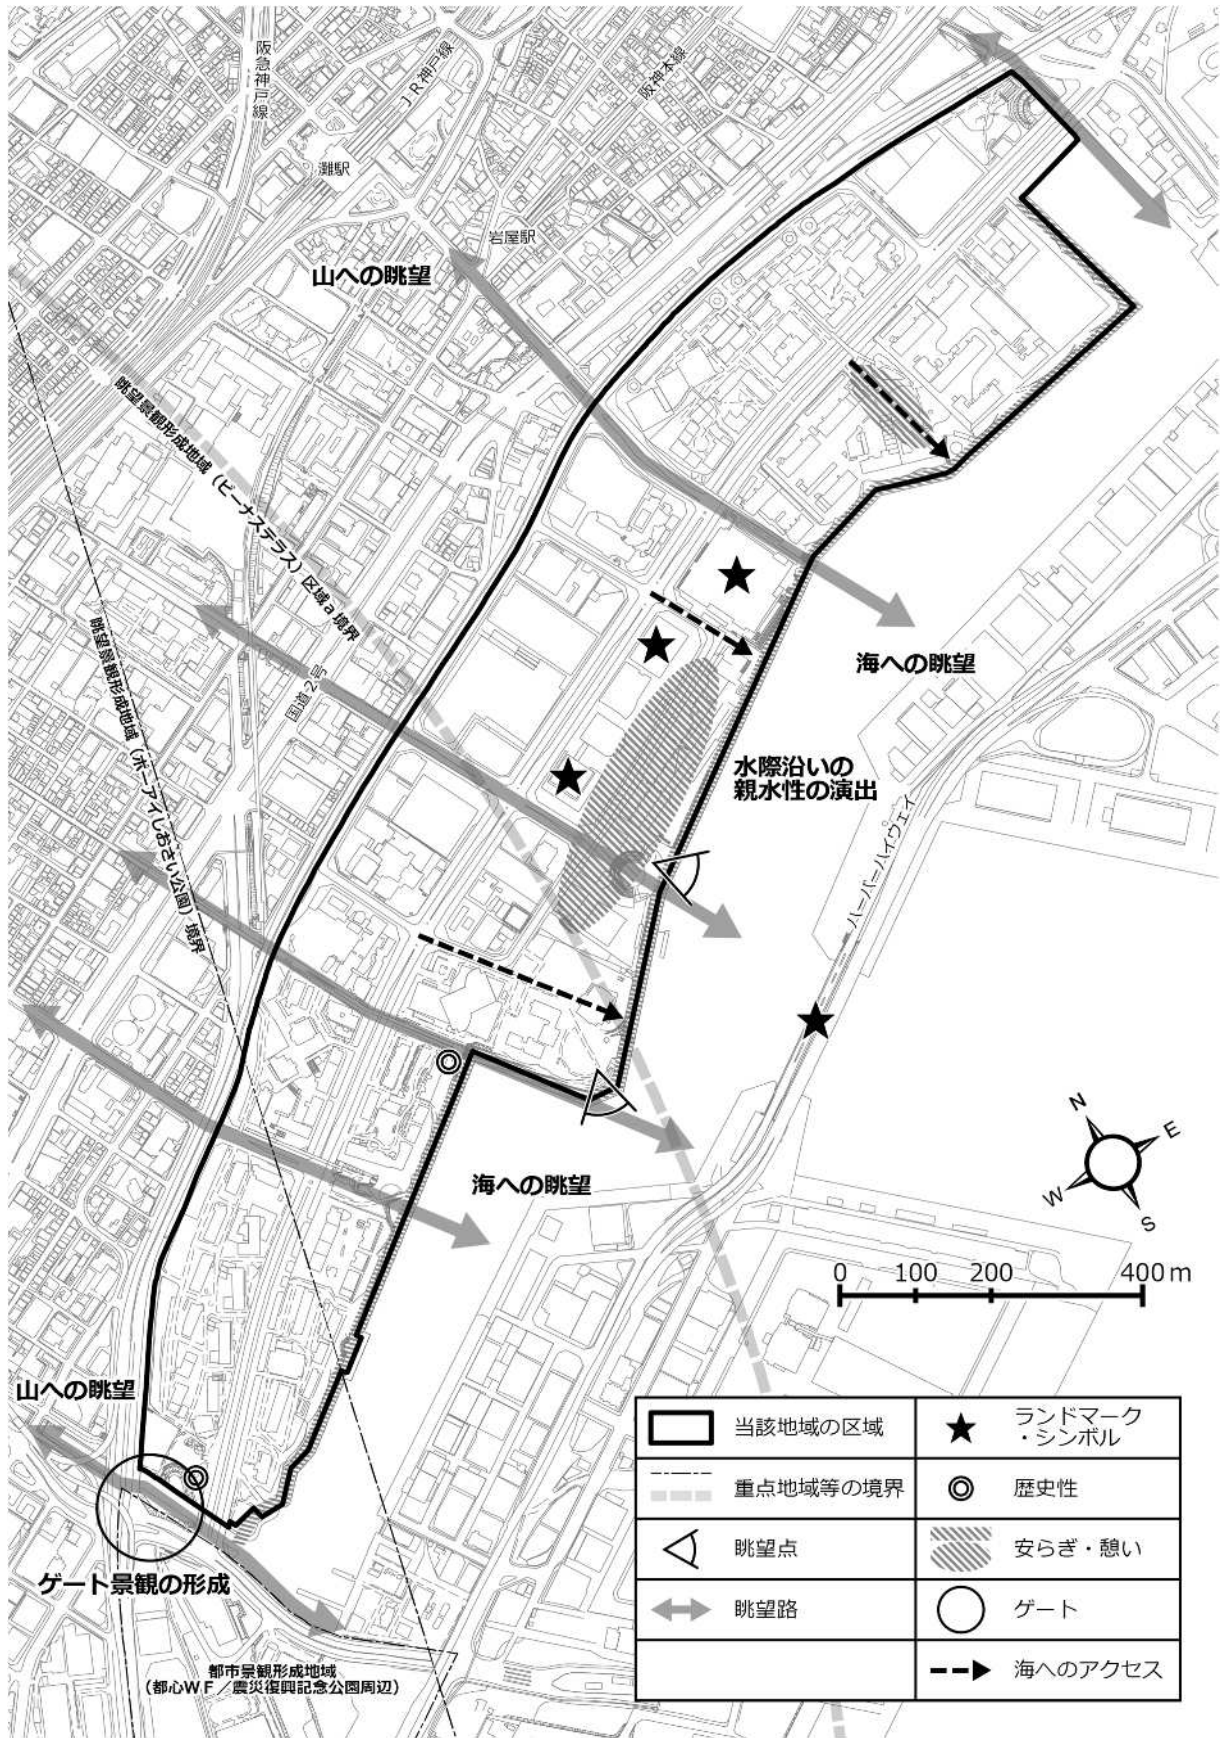 阪急神戸線
JR神戸線
阪神本線
灘駅
岩屋駅
山への眺望
眺望景観形成地域(ビーナステラス)区域a境界
眺望景観形成地域(ポーアイしおさい公園)境界
国道2号
海への眺望
水際沿いの
親水性の演出
ハーバーハイウェイ
海への眺望
N
E
W
S
0 100 200 400m
山への眺望
ゲート景観の形成
都市景観形成地域
(都心WF/震災復興記念公園周辺)
当該地域の区域
ランドマーク
・シンボル
重点地域等の境界
歴史性
眺望点
安らぎ・憩い
眺望路
ゲート
海へのアクセス